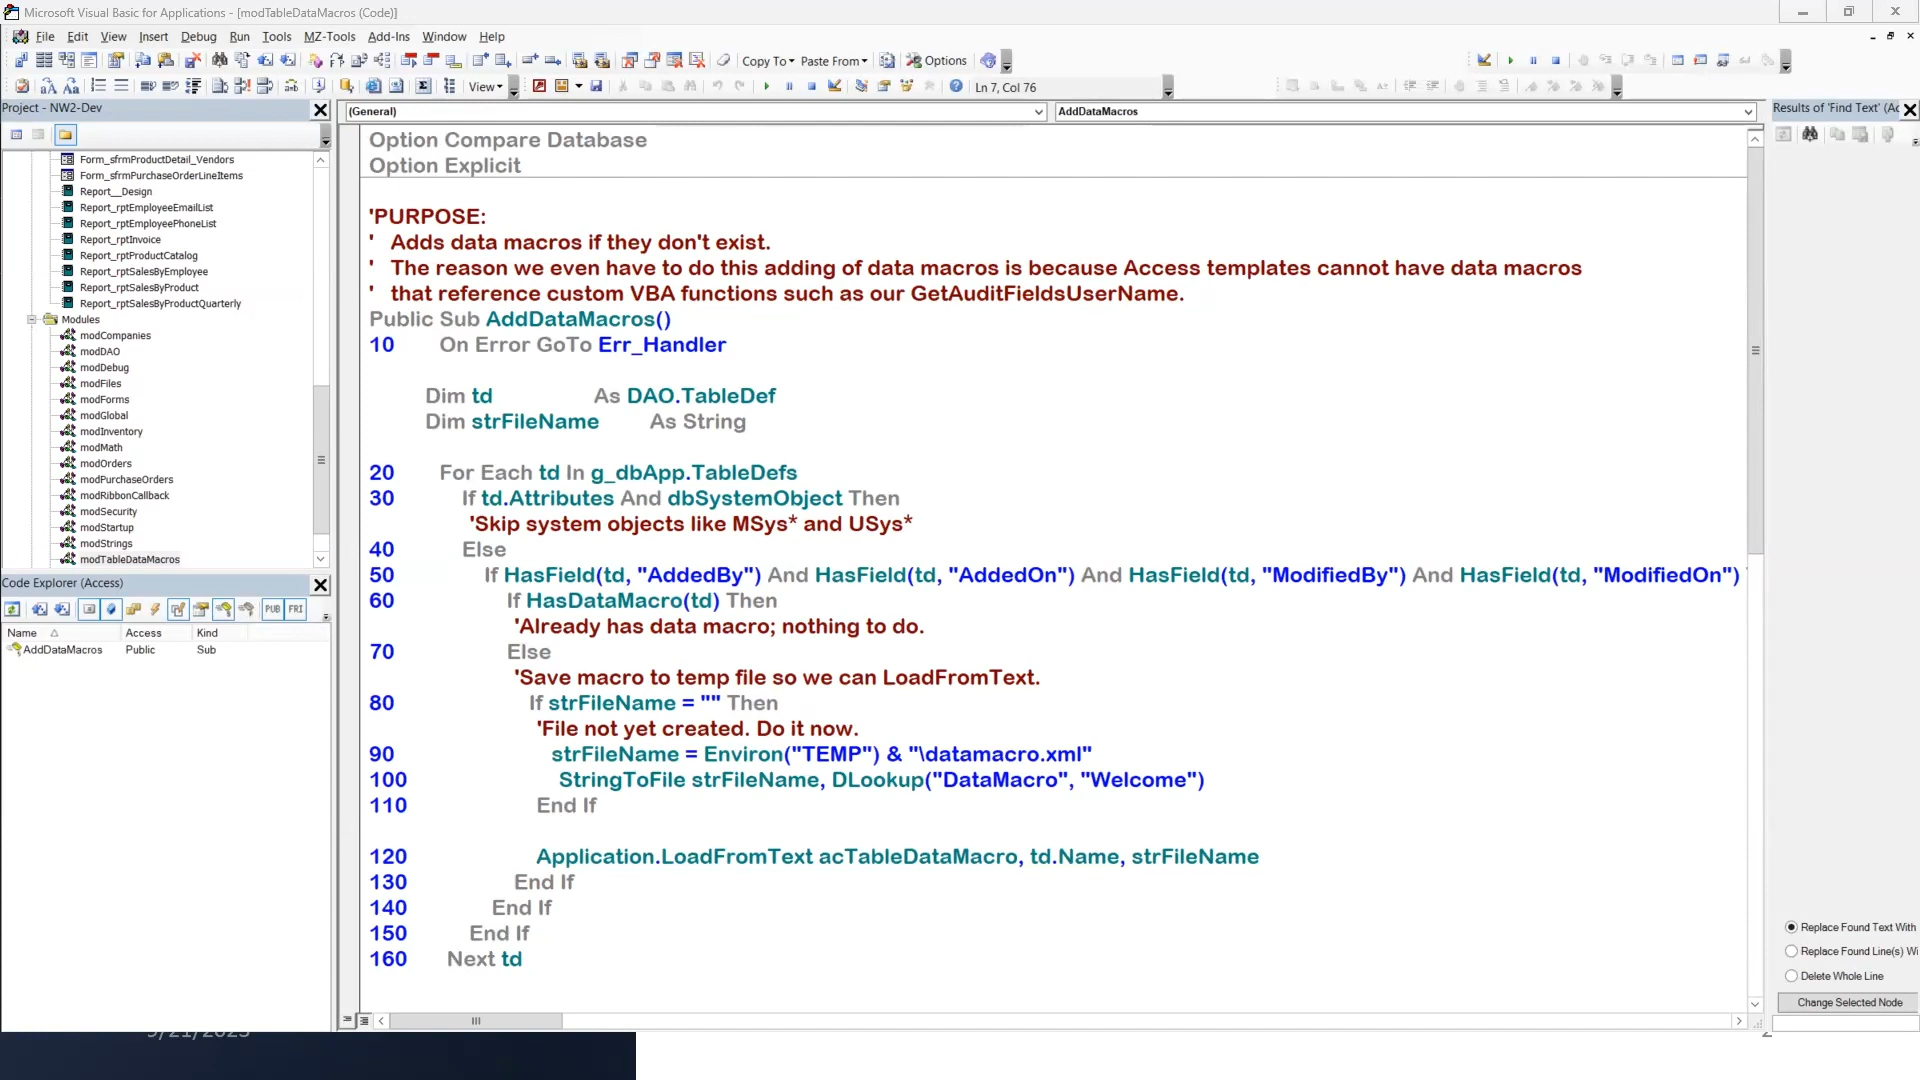 Microsoft Visual Basic for Applications - [modTableDataMacros (Code)]
File Edit View Insert Debug Run Tools MZ-Tools Add-Ins Window Help
Copy To Paste From Options
View Ln 7, Col 76
Project - NW2-Dev
Form_sfrmProductDetail_Vendors
Form_sfrmPurchaseOrderLineItems
Report__Design
Report_rptEmployeeEmailList
Report_rptEmployeePhoneList
Report_rptInvoice
Report_rptProductCatalog
Report_rptSalesByEmployee
Report_rptSalesByProduct
Report_rptSalesByProductQuarterly
Modules
modCompanies
modDAO
modDebug
modFiles
modForms
modGlobal
modInventory
modMath
modOrders
modPurchaseOrders
modRibbonCallback
modSecurity
modStartup
modStrings
modTableDataMacros
Code Explorer (Access)
PUB FRI
Name Access Kind
AddDataMacros Public Sub
(General) AddDataMacros
Option Compare Database
Option Explicit
'PURPOSE:
' Adds data macros if they don't exist.
' The reason we even have to do this adding of data macros is because Access templates cannot have data macros
' that reference custom VBA functions such as our GetAuditFieldsUserName.
Public Sub AddDataMacros()
10 On Error GoTo Err_Handler
Dim td As DAO.TableDef
Dim strFileName As String
20 For Each td In g_dbApp.TableDefs
30 If td.Attributes And dbSystemObject Then
'Skip system objects like MSys* and USys*
40 Else
50 If HasField(td, "AddedBy") And HasField(td, "AddedOn") And HasField(td, "ModifiedBy") And HasField(td, "ModifiedOn")
60 If HasDataMacro(td) Then
'Already has data macro; nothing to do.
70 Else
'Save macro to temp file so we can LoadFromText.
80 If strFileName = "" Then
'File not yet created. Do it now.
90 strFileName = Environ("TEMP") & "\datamacro.xml"
100 StringToFile strFileName, DLookup("DataMacro", "Welcome")
110 End If
120 Application.LoadFromText acTableDataMacro, td.Name, strFileName
130 End If
140 End If
150 End If
160 Next td
Results of 'Find Text' (Ac
Replace Found Text With
Replace Found Line(s) Wi
Delete Whole Line
Change Selected Node